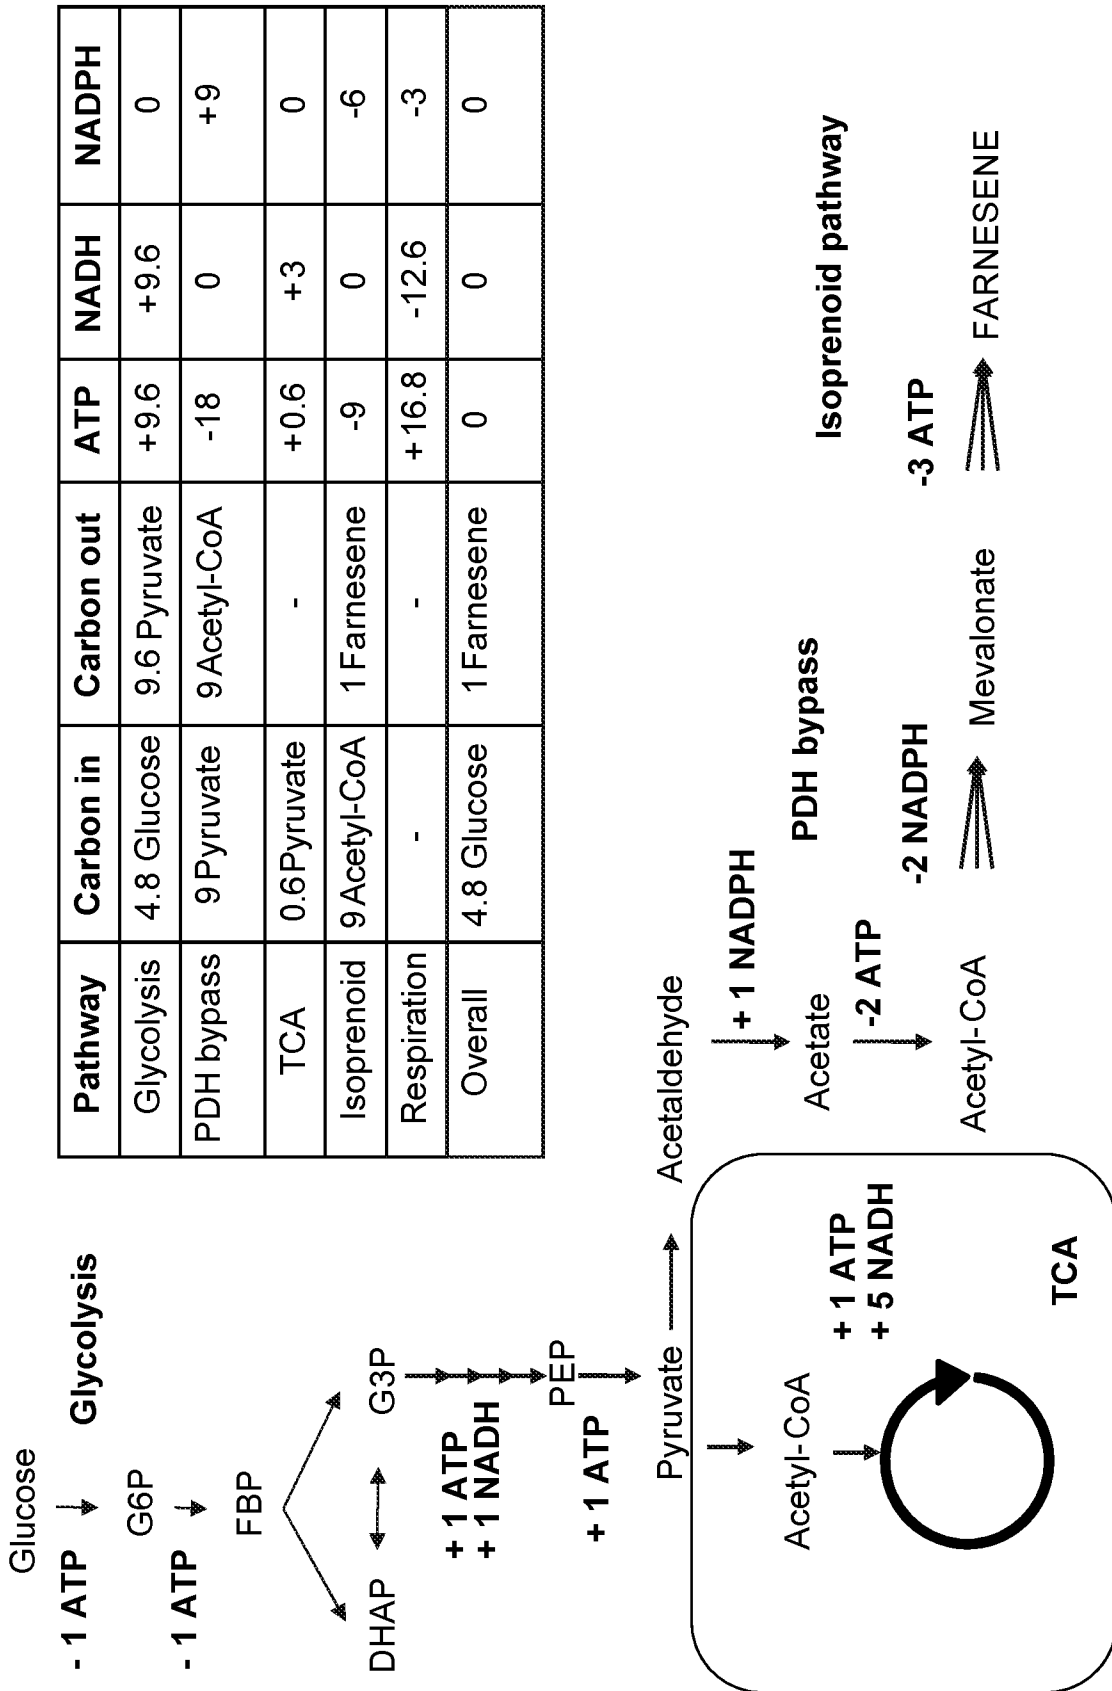 Pathway Carbon in Carbon out ATP NADH NADPH
Glycolysis 4.8 Glucose 9.6 Pyruvate +9.6 +9.6 0
PDH bypass 9 Pyruvate 9 Acetyl-CoA -18 0 +9
TCA 0.6 Pyruvate - +0.6 +3 0
Isoprenoid 9 Acetyl-CoA 1 Farnesene -9 0 -6
Respiration - - +16.8 -12.6 -3
Overall 4.8 Glucose 1 Farnesene 0 0 0
Glucose
- 1 ATP
Glycolysis
G6P
- 1 ATP
FBP
DHAP
G3P
+ 1 ATP
+ 1 NADH
PEP
+ 1 ATP
Pyruvate
Acetaldehyde
+ 1 NADPH
PDH bypass
Acetate
-2 ATP
Acetyl-CoA
-2 NADPH
Mevalonate
-3 ATP
Isoprenoid pathway
FARNESENE
Acetyl-CoA
+ 1 ATP
+ 5 NADH
TCA